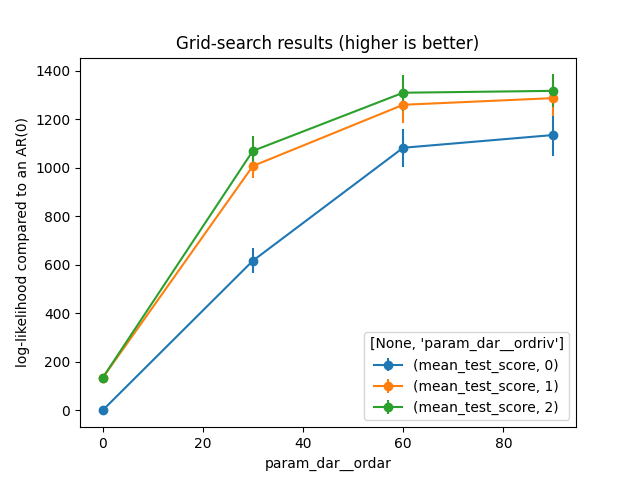 Grid-search results (higher is better)
log-likelihood compared to an AR(0)
1400
1200
1000
800
600
400
200
0
[None, 'param_dar__ordriv']
(mean_test_score, 0)
(mean_test_score, 1)
(mean_test_score, 2)
0 20 40 60 80
param_dar__ordar